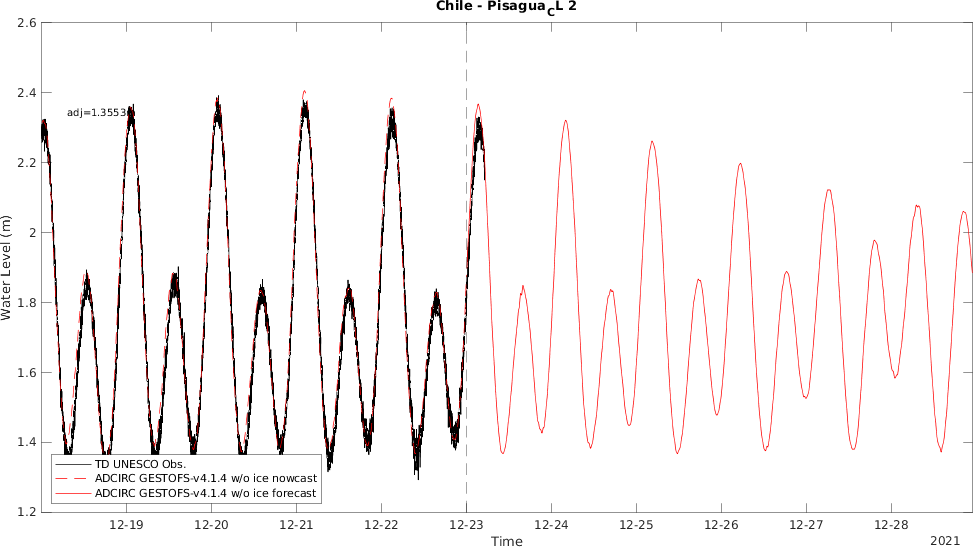 Chile - Pisagua_CL 2
2.6
2.4
2.2
2
1.8
1.6
1.4
1.2
Water Level (m)
adj=1.3553
TD UNESCO Obs.
ADCIRC GESTOFS-v4.1.4 w/o ice nowcast
ADCIRC GESTOFS-v4.1.4 w/o ice forecast
12-19 12-20 12-21 12-22 12-23 12-24 12-25 12-26 12-27 12-28
Time
2021